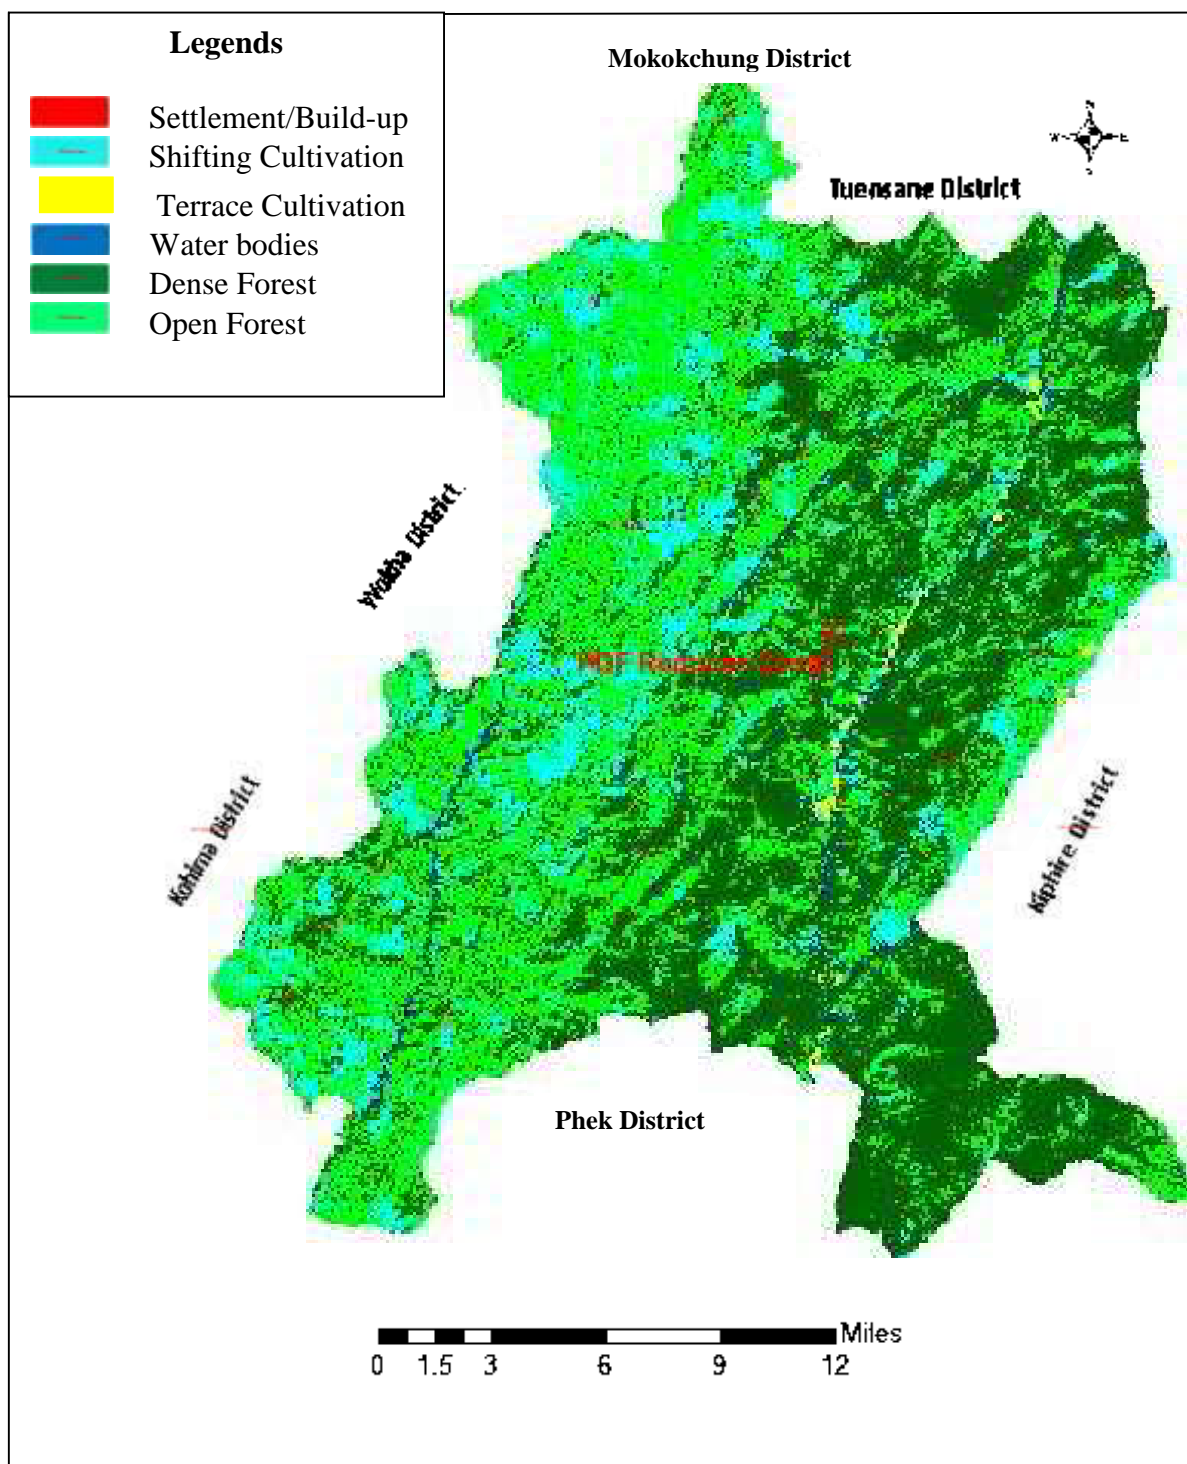 Legends
Settlement/Build-up
Shifting Cultivation
Terrace Cultivation
Water bodies
Dense Forest
Open Forest
Mokokchung District
N
W
E
S
Tuensane District
Wokha District
Kohima District
Kiphire District
Phek District
Miles
0 1.5 3 6 9 12